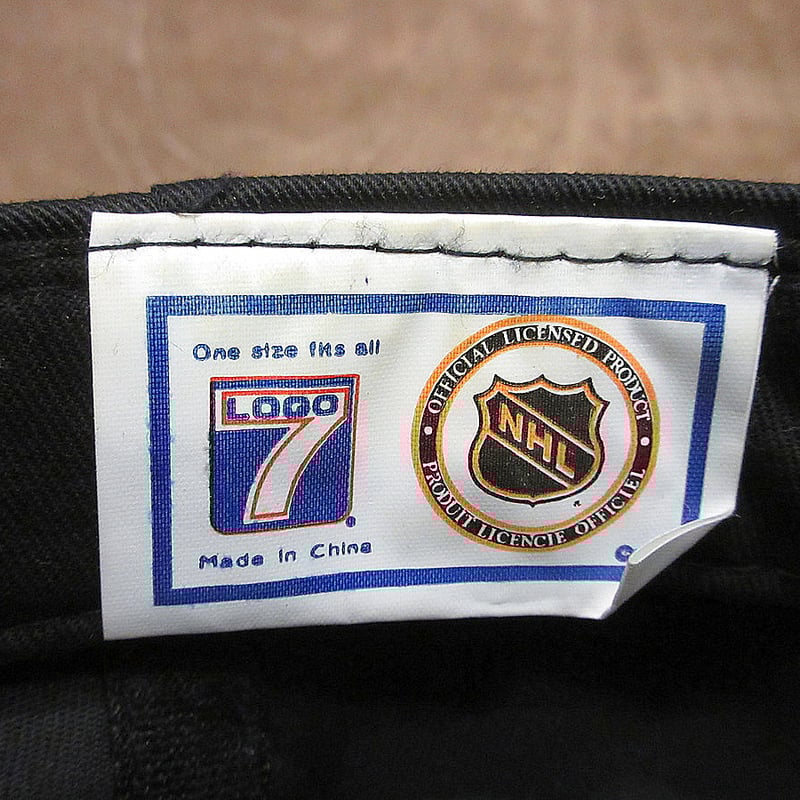 One size fits all
LOGO
7
Made in China
OFFICIAL LICENSED PRODUCT
NHL
PRODUIT LICENCIE OFFICIEL